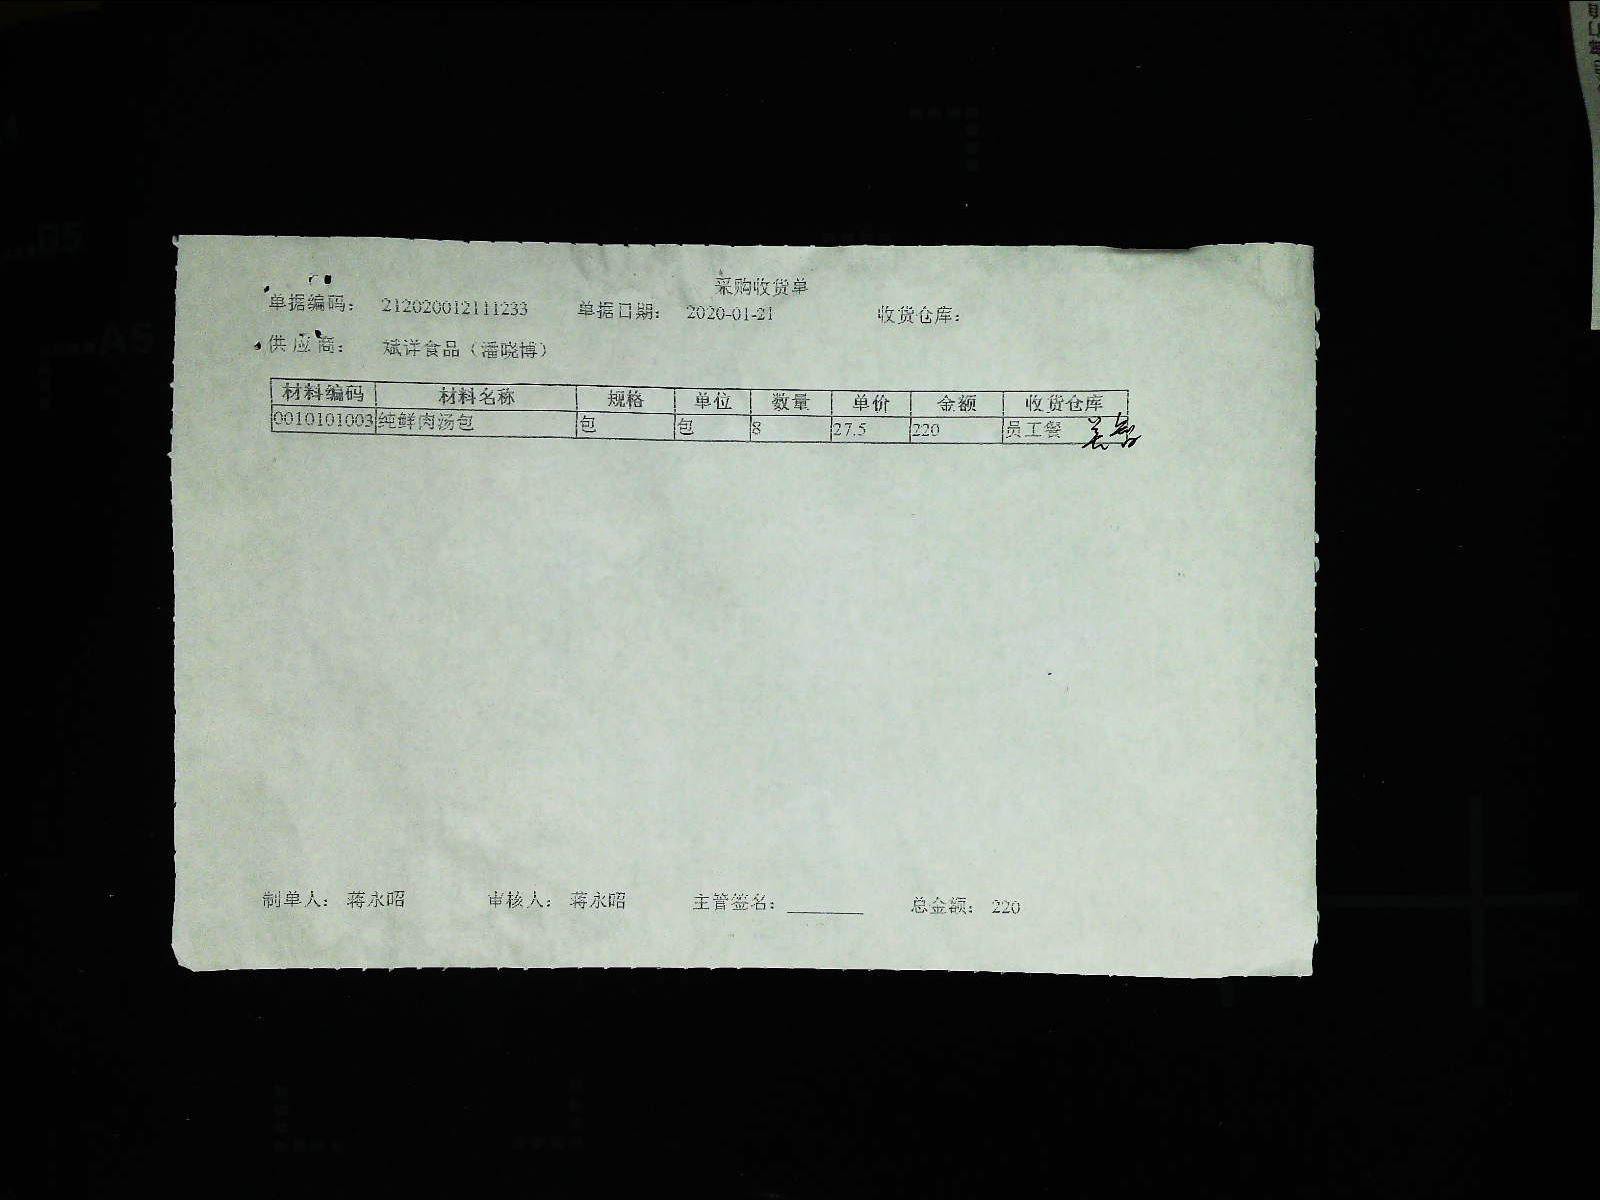 采购收货单
单据编码: 212020012111233 单据日期: 2020-01-21 收货仓库:
供应商: 斌详食品(潘晓博)
材料编码 材料名称 规格 单位 数量 单价 金额 收货仓库
0010101003 纯鲜肉汤包 包 包 8 27.5 220 员工餐
制单人: 蒋永昭 审核人: 蒋永昭 主管签名: ________ 总金额: 220
A5
B5